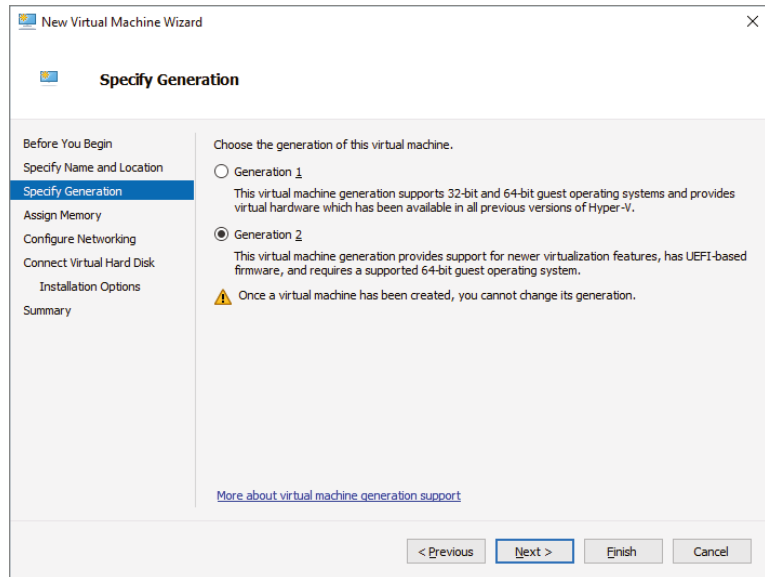 New Virtual Machine Wizard
Specify Generation
Before You Begin
Specify Name and Location
Specify Generation
Assign Memory
Configure Networking
Connect Virtual Hard Disk
Installation Options
Summary
Choose the generation of this virtual machine.
Generation 1
This virtual machine generation supports 32-bit and 64-bit guest operating systems and provides
virtual hardware which has been available in all previous versions of Hyper-V.
Generation 2
This virtual machine generation provides support for newer virtualization features, has UEFI-based
firmware, and requires a supported 64-bit guest operating system.
Once a virtual machine has been created, you cannot change its generation.
More about virtual machine generation support
< Previous
Next >
Finish
Cancel